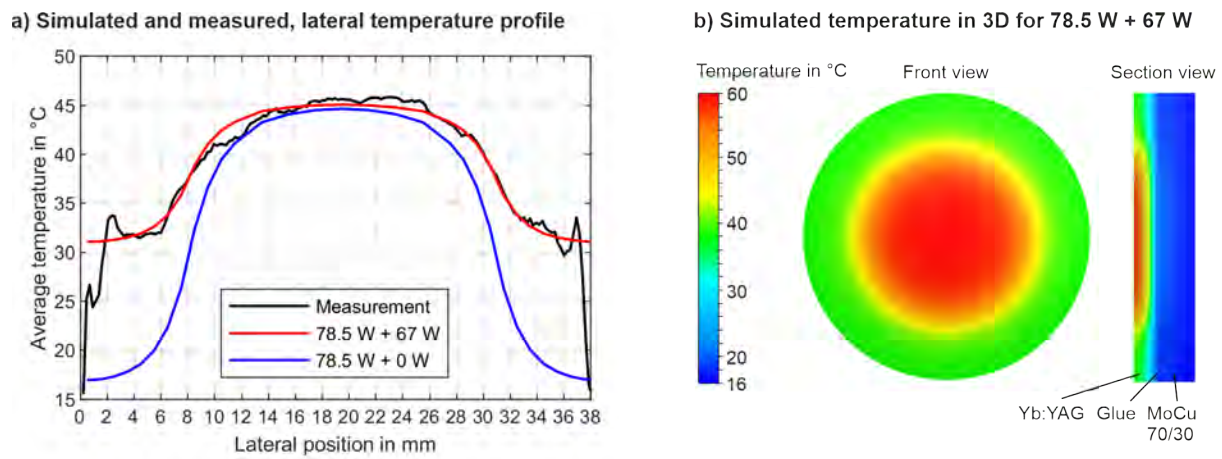 a) Simulated and measured, lateral temperature profile
50
45
40
35
30
25
20
15
Average temperature in °C
0 2 4 6 8 10 12 14 16 18 20 22 24 26 28 30 32 34 36 38
Lateral position in mm
Measurement
78.5 W + 67 W
78.5 W + 0 W
b) Simulated temperature in 3D for 78.5 W + 67 W
Temperature in °C
Front view
Section view
60
50
40
30
20
16
Yb:YAG Glue MoCu
70/30